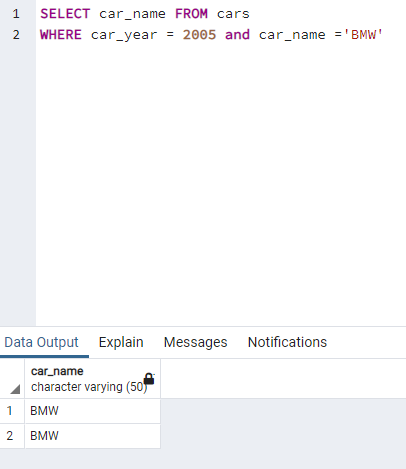 1 SELECT car_name FROM cars
2 WHERE car_year = 2005 and car_name ='BMW'
Data Output Explain Messages Notifications
car_name
character varying (50)
1 BMW
2 BMW